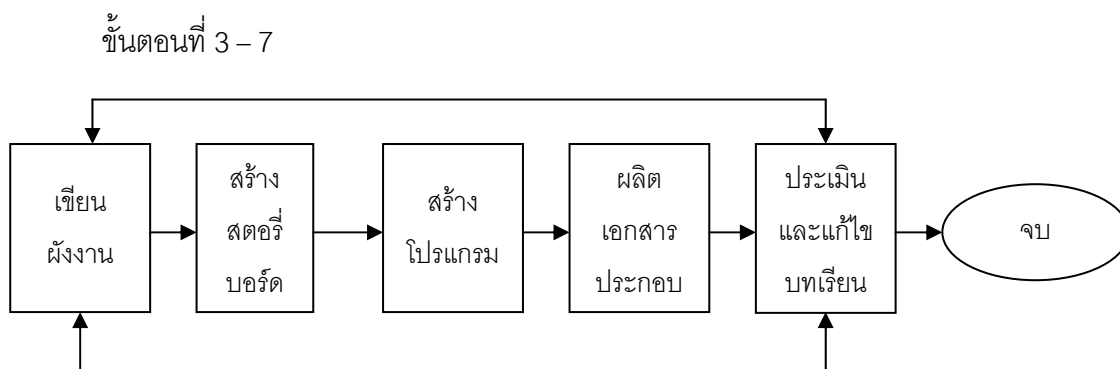 ขั้นตอนที่ 3 – 7
เขียน
ผังงาน
สร้าง
สตอรี่
บอร์ด
สร้าง
โปรแกรม
ผลิต
เอกสาร
ประกอบ
ประเมิน
และแก้ไข
บทเรียน
จบ